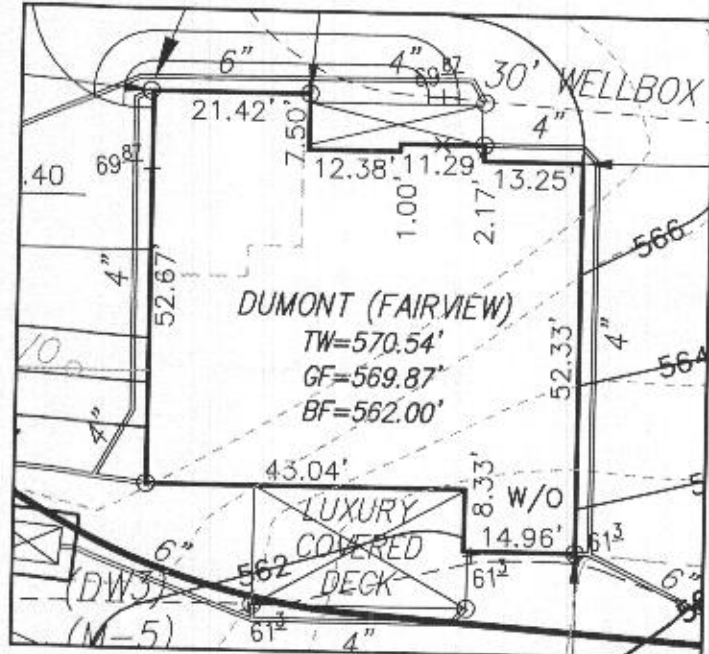 6"
4"
69 87
30' WELLBOX
21.42'
7.50'
4"
12.38'
11.29
13.25'
69 87
.40
1.00'
2.17'
566
4"
52.67'
DUMONT (FAIRVIEW)
TW=570.54'
GF=569.87'
BF=562.00'
52.33'
4"
564
10
4"
43.04'
8.33'
W/O
LUXURY
COVERED
DECK
14.96'
61 3
6"
562
61 3
6"
(DW3)
(M-5)
61 3
4"